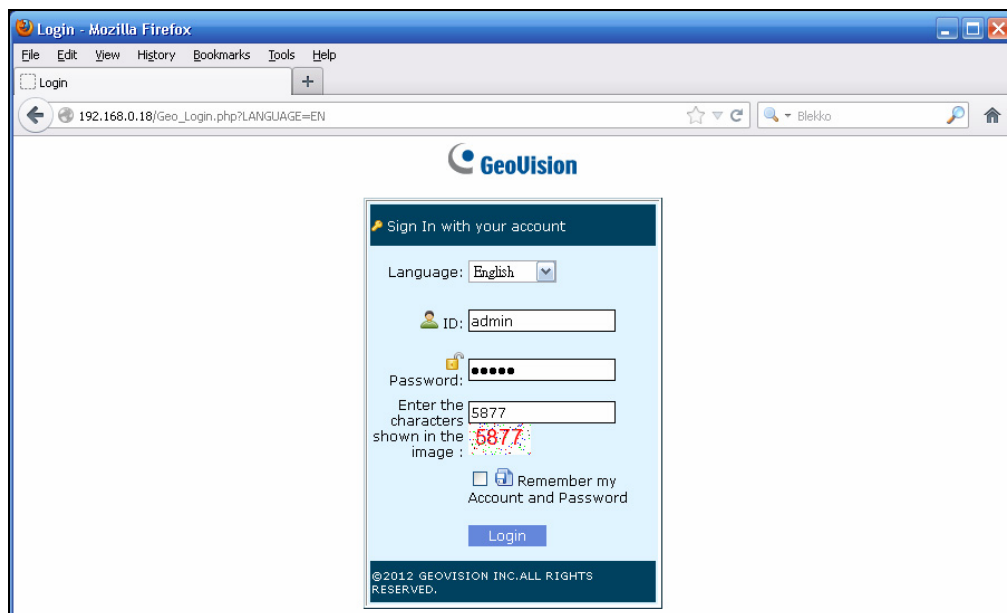 Login - Mozilla Firefox
File Edit View History Bookmarks Tools Help
Login
192.168.0.18/Geo_Login.php?LANGUAGE=EN
Blekko
GeoVision
Sign In with your account
Language: English
ID: admin
Password:
Enter the
characters
shown in the
image :
5877
5877
Remember my
Account and Password
Login
©2012 GEOVISION INC.ALL RIGHTS
RESERVED.